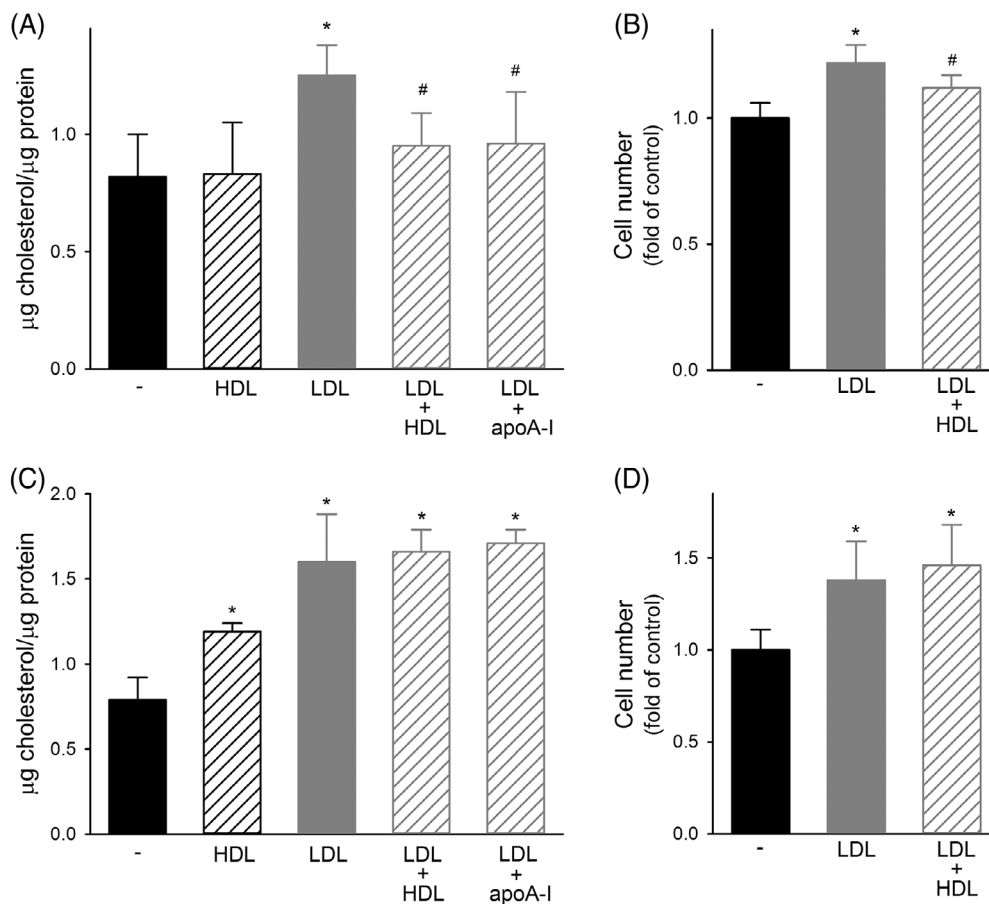 (A)
μg cholesterol/μg protein
1.0
0.5
0.0
*
#
#
-
HDL
LDL
LDL
+
HDL
LDL
+
apoA-I
(B)
Cell number
(fold of control)
1.0
0.5
0.0
*
#
-
LDL
LDL
+
HDL
(C)
μg cholesterol/μg protein
2.0
1.5
1.0
0.5
0.0
*
*
*
*
-
HDL
LDL
LDL
+
HDL
LDL
+
apoA-I
(D)
Cell number
(fold of control)
1.5
1.0
0.5
0.0
*
*
-
LDL
LDL
+
HDL